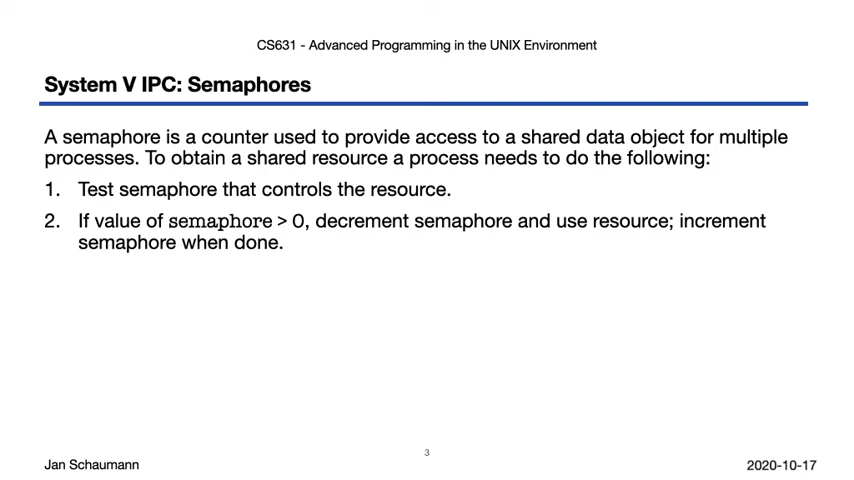 CS631 - Advanced Programming in the UNIX Environment
System V IPC: Semaphores
A semaphore is a counter used to provide access to a shared data object for multiple
processes. To obtain a shared resource a process needs to do the following:
1. Test semaphore that controls the resource.
2. If value of semaphore > 0, decrement semaphore and use resource; increment
semaphore when done.
3
Jan Schaumann
2020-10-17